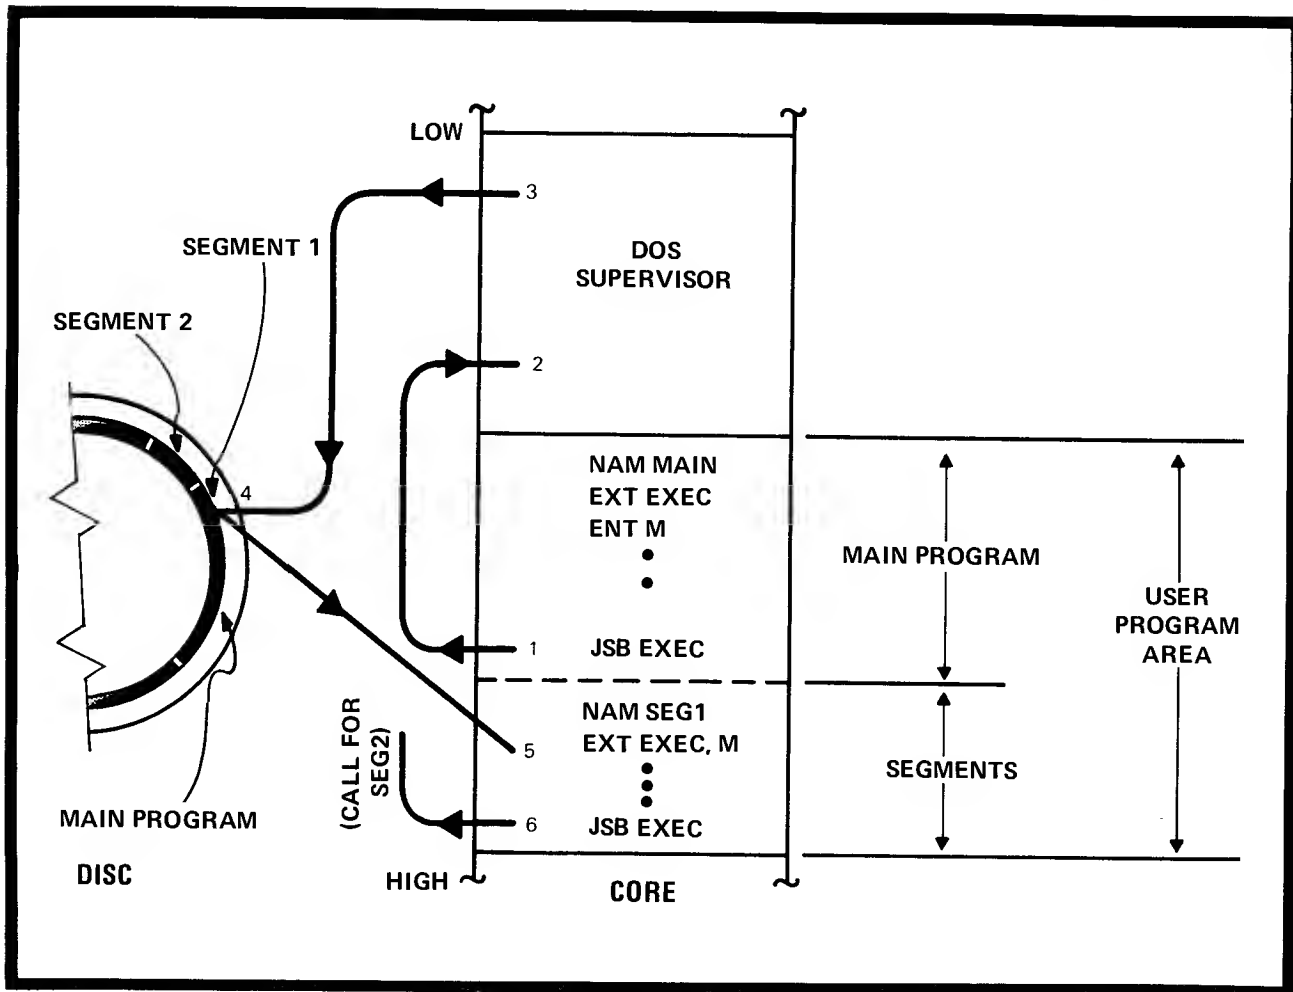 LOW
3
SEGMENT 1
DOS
SUPERVISOR
SEGMENT 2
2
NAM MAIN
EXT EXEC
ENT M
4
MAIN PROGRAM
USER
PROGRAM
AREA
1 JSB EXEC
NAM SEG1
EXT EXEC, M
5
(CALL FOR
SEG2)
SEGMENTS
MAIN PROGRAM
6 JSB EXEC
DISC
HIGH
CORE